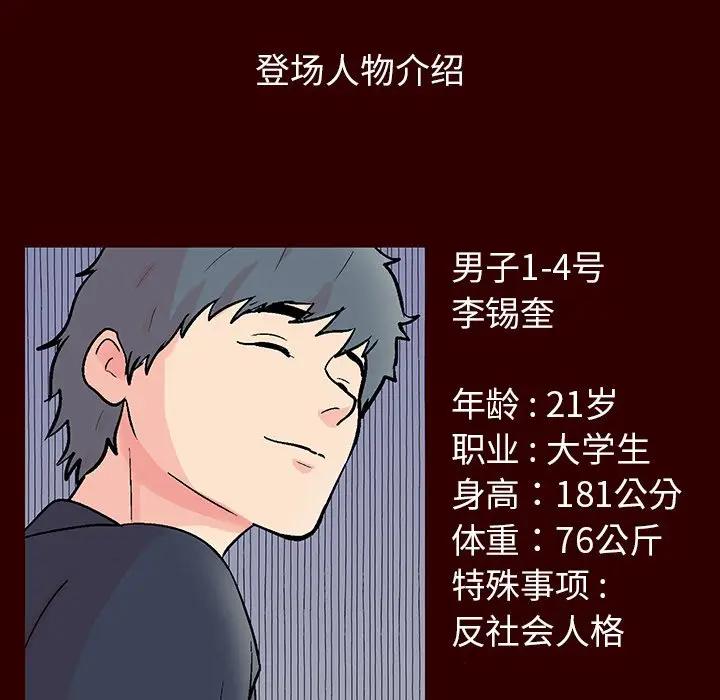 登场人物介绍
男子1-4号
李锡奎
年龄 : 21岁
职业 : 大学生
身高：181公分
体重：76公斤
特殊事项 :
反社会人格